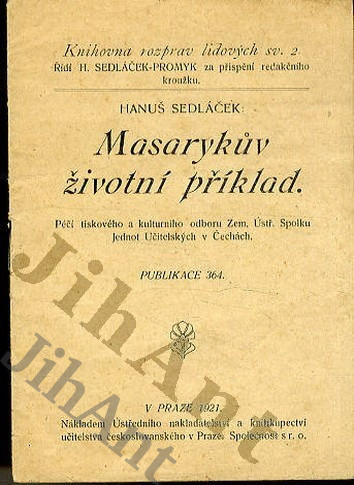 Knihovna rozprav lidových sv. 2
Řídí H. SEDLÁČEK-PROMYK za přispění redakčního
kroužku.
HANUŠ SEDLÁČEK:
Masarykův
životní příklad.
Péčí tiskového a kulturního odboru Zem. Ústř. Spolku
Jednot Učitelských v Čechách.
PUBLIKACE 364.
V PRAZE 1921.
Nákladem Ústředního nakladatelství a knihkupectví
učitelstva československého v Praze. Společnost s r. o.
JihAnt
JihAnt